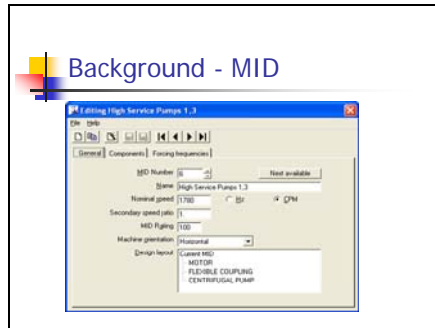 Background - MID
Editing High Service Pumps 1,3
File Help
General Components Forcing frequencies
MID Number 6 Next available
Name High Service Pumps 1,3
Nominal speed 1780 Hz CPM
Secondary speed ratio 1
MID Rating 100
Machine orientation Horizontal
Design layout Current MID
MOTOR
FLEXIBLE COUPLING
CENTRIFUGAL PUMP